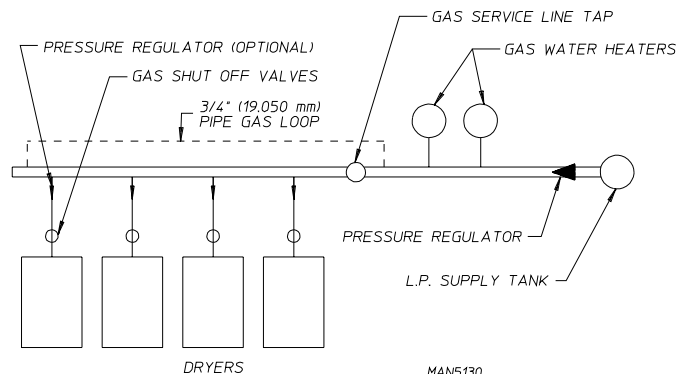 GAS SERVICE LINE TAP
PRESSURE REGULATOR (OPTIONAL)
GAS WATER HEATERS
GAS SHUT OFF VALVES
3/4" (19.050 mm)
PIPE GAS LOOP
PRESSURE REGULATOR
L.P. SUPPLY TANK
DRYERS
MAN5130